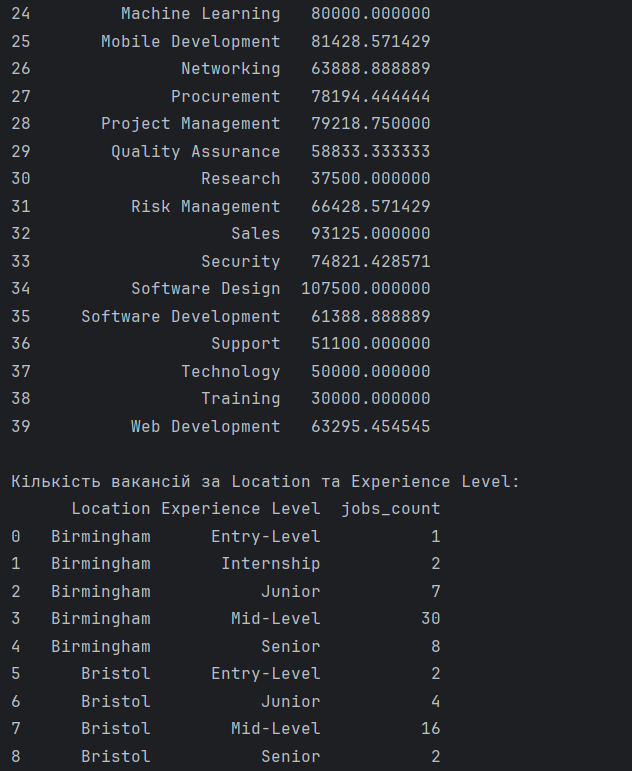 24         Machine Learning   80000.000000
25       Mobile Development   81428.571429
26               Networking   63888.888889
27              Procurement   78194.444444
28       Project Management   79218.750000
29        Quality Assurance   58833.333333
30                 Research   37500.000000
31          Risk Management   66428.571429
32                    Sales   93125.000000
33                 Security   74821.428571
34          Software Design  107500.000000
35     Software Development   61388.888889
36                  Support   51100.000000
37               Technology   50000.000000
38                 Training   30000.000000
39          Web Development   63295.454545

Кількість вакансій за Location та Experience Level:
      Location Experience Level  jobs_count
0   Birmingham      Entry-Level           1
1   Birmingham       Internship           2
2   Birmingham           Junior           7
3   Birmingham        Mid-Level          30
4   Birmingham           Senior           8
5      Bristol      Entry-Level           2
6      Bristol           Junior           4
7      Bristol        Mid-Level          16
8      Bristol           Senior           2